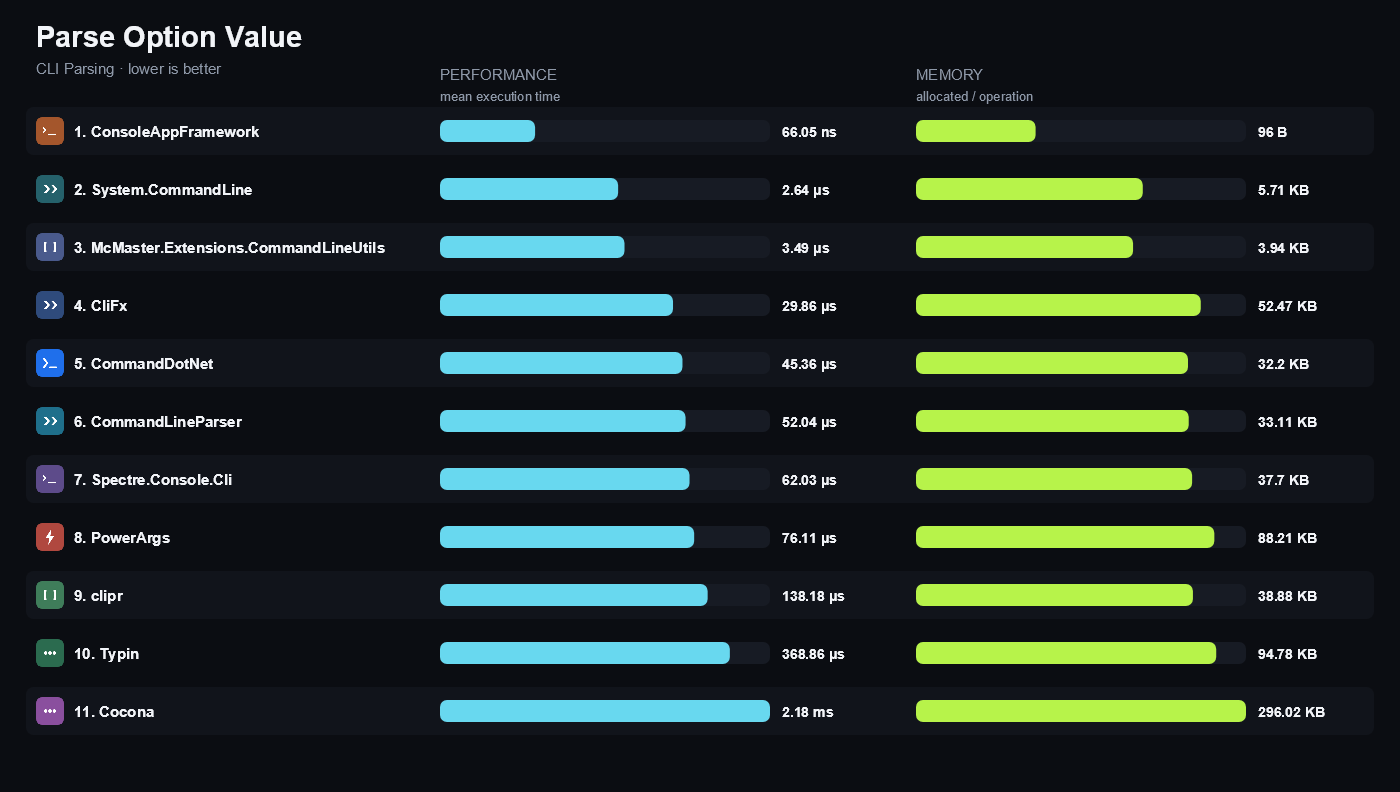 Parse Option Value
CLI Parsing · lower is better
PERFORMANCE
mean execution time
MEMORY
allocated / operation
1. ConsoleAppFramework 66.05 ns 96 B
2. System.CommandLine 2.64 µs 5.71 KB
3. McMaster.Extensions.CommandLineUtils 3.49 µs 3.94 KB
4. CliFx 29.86 µs 52.47 KB
5. CommandDotNet 45.36 µs 32.2 KB
6. CommandLineParser 52.04 µs 33.11 KB
7. Spectre.Console.Cli 62.03 µs 37.7 KB
8. PowerArgs 76.11 µs 88.21 KB
9. clipr 138.18 µs 38.88 KB
10. Typin 368.86 µs 94.78 KB
11. Cocona 2.18 ms 296.02 KB